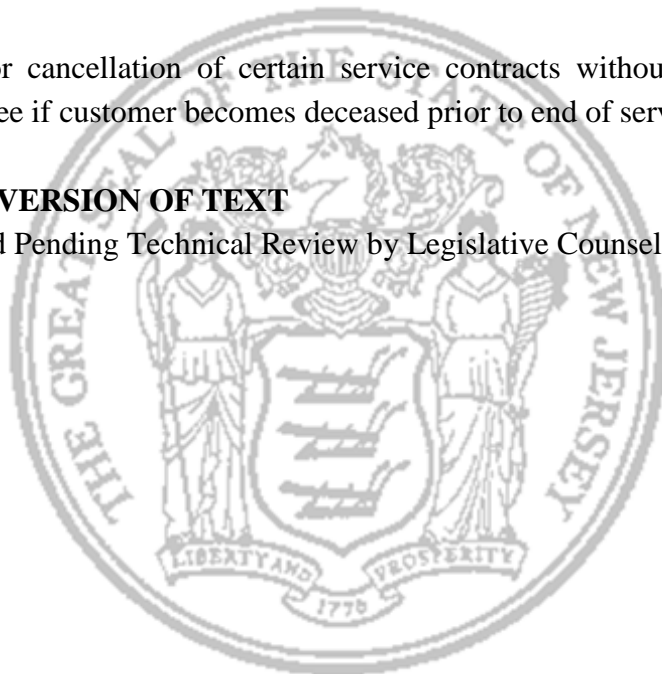 or cancellation of certain service contracts without
ee if customer becomes deceased prior to end of serv
VERSION OF TEXT
d Pending Technical Review by Legislative Counsel
THE GREAT SEAL OF THE STATE OF NEW JERSEY
LIBERTY AND PROSPERITY
1776